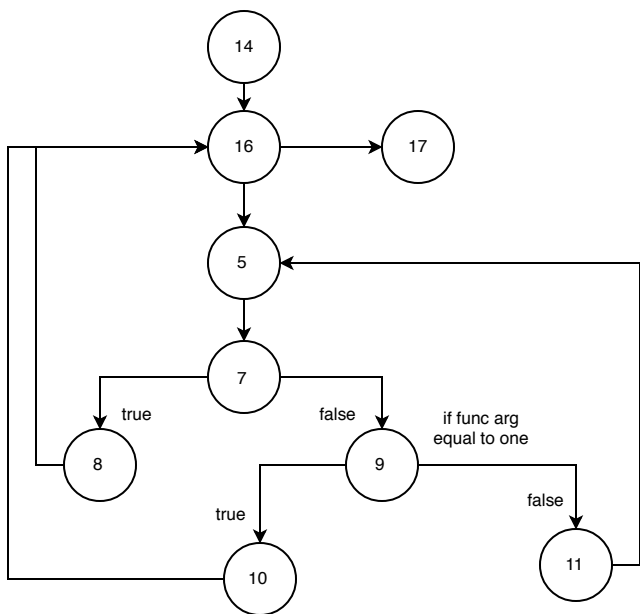 14
16
17
5
7
true
false
if func arg
equal to one
8
9
true
false
10
11